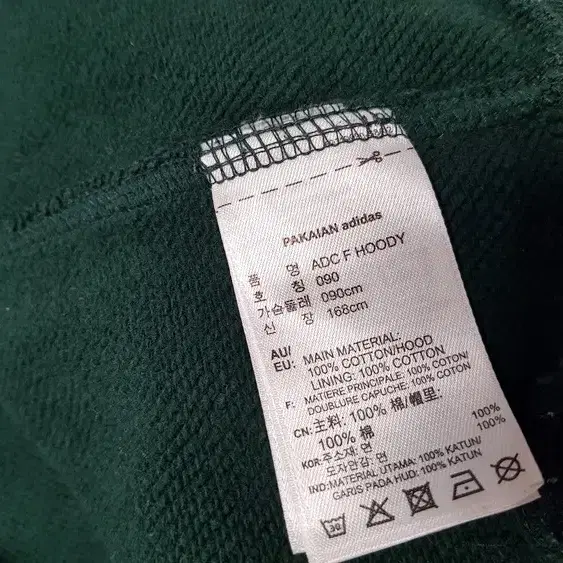 PAKAIAN adidas
품 명 ADC F HOODY
호 칭 090
가슴둘레 090cm
신 장 168cm
AU/
EU: MAIN MATERIAL:
100% COTTON/HOOD
LINING: 100% COTTON
F: MATIERE PRINCIPALE: 100% COTON/
DOUBLURE CAPUCHE: 100% COTON
CN: 主料: 100% 棉/帽里: 100%
100% 棉
KOR: 주소재: 면 100%
모자안감: 면 100%
IND: MATERIAL UTAMA: 100% KATUN/
GARIS PADA HUD: 100% KATUN
30